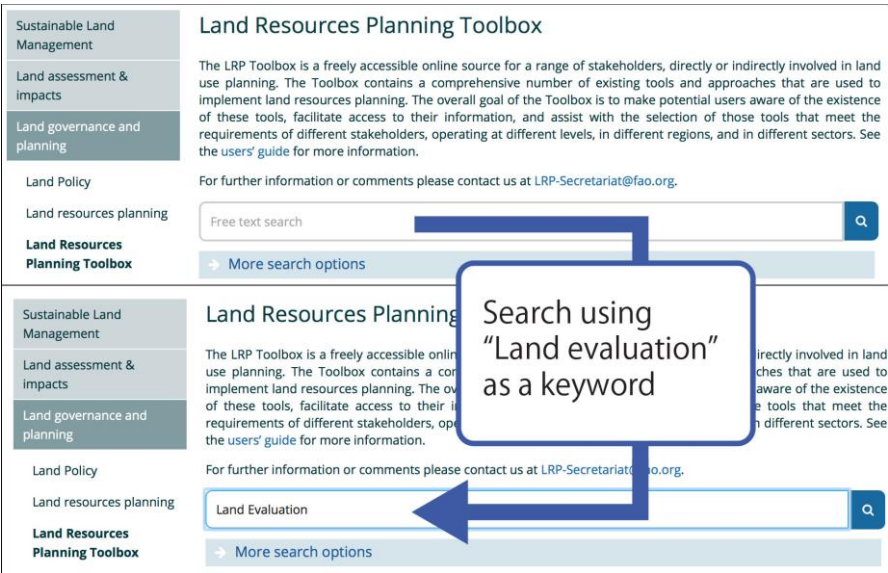 Sustainable Land
Management
Land assessment &
impacts
Land governance and
planning
Land Policy
Land resources planning
Land Resources
Planning Toolbox
Land Resources Planning Toolbox
The LRP Toolbox is a freely accessible online source for a range of stakeholders, directly or indirectly involved in land
use planning. The Toolbox contains a comprehensive number of existing tools and approaches that are used to
implement land resources planning. The overall goal of the Toolbox is to make potential users aware of the existence
of these tools, facilitate access to their information, and assist with the selection of those tools that meet the
requirements of different stakeholders, operating at different levels, in different regions, and in different sectors. See
the users' guide for more information.
For further information or comments please contact us at LRP-Secretariat@fao.org.
Free text search
More search options
Search using
“Land evaluation”
as a keyword
Sustainable Land
Management
Land assessment &
impacts
Land governance and
planning
Land Policy
Land resources planning
Land Resources
Planning Toolbox
Land Resources Planning
The LRP Toolbox is a freely accessible onlin irectly involved in land
use planning. The Toolbox contains a co ches that are used to
implement land resources planning. The ov aware of the existence
of these tools, facilitate access to their i e tools that meet the
requirements of different stakeholders, ope n different sectors. See
the users' guide for more information.
For further information or comments please contact us at LRP-Secretariat o.org.
Land Evaluation
More search options